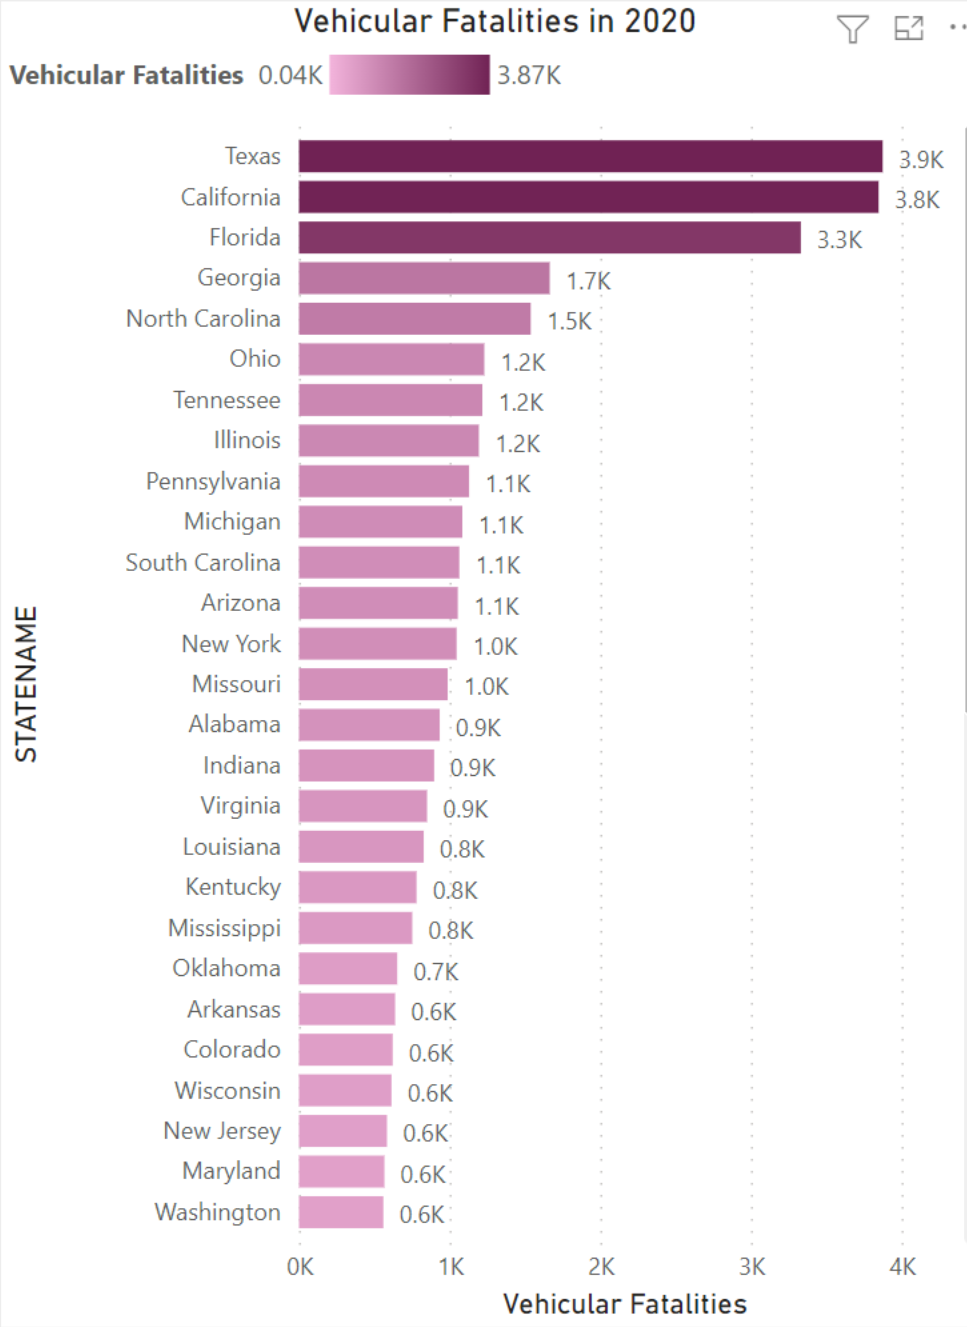 Vehicular Fatalities in 2020
Vehicular Fatalities 0.04K 3.87K
Texas 3.9K
California 3.8K
Florida 3.3K
Georgia 1.7K
North Carolina 1.5K
Ohio 1.2K
Tennessee 1.2K
Illinois 1.2K
Pennsylvania 1.1K
Michigan 1.1K
South Carolina 1.1K
Arizona 1.1K
New York 1.0K
Missouri 1.0K
Alabama 0.9K
Indiana 0.9K
Virginia 0.9K
Louisiana 0.8K
Kentucky 0.8K
Mississippi 0.8K
Oklahoma 0.7K
Arkansas 0.6K
Colorado 0.6K
Wisconsin 0.6K
New Jersey 0.6K
Maryland 0.6K
Washington 0.6K
STATENAME
0K 1K 2K 3K 4K
Vehicular Fatalities